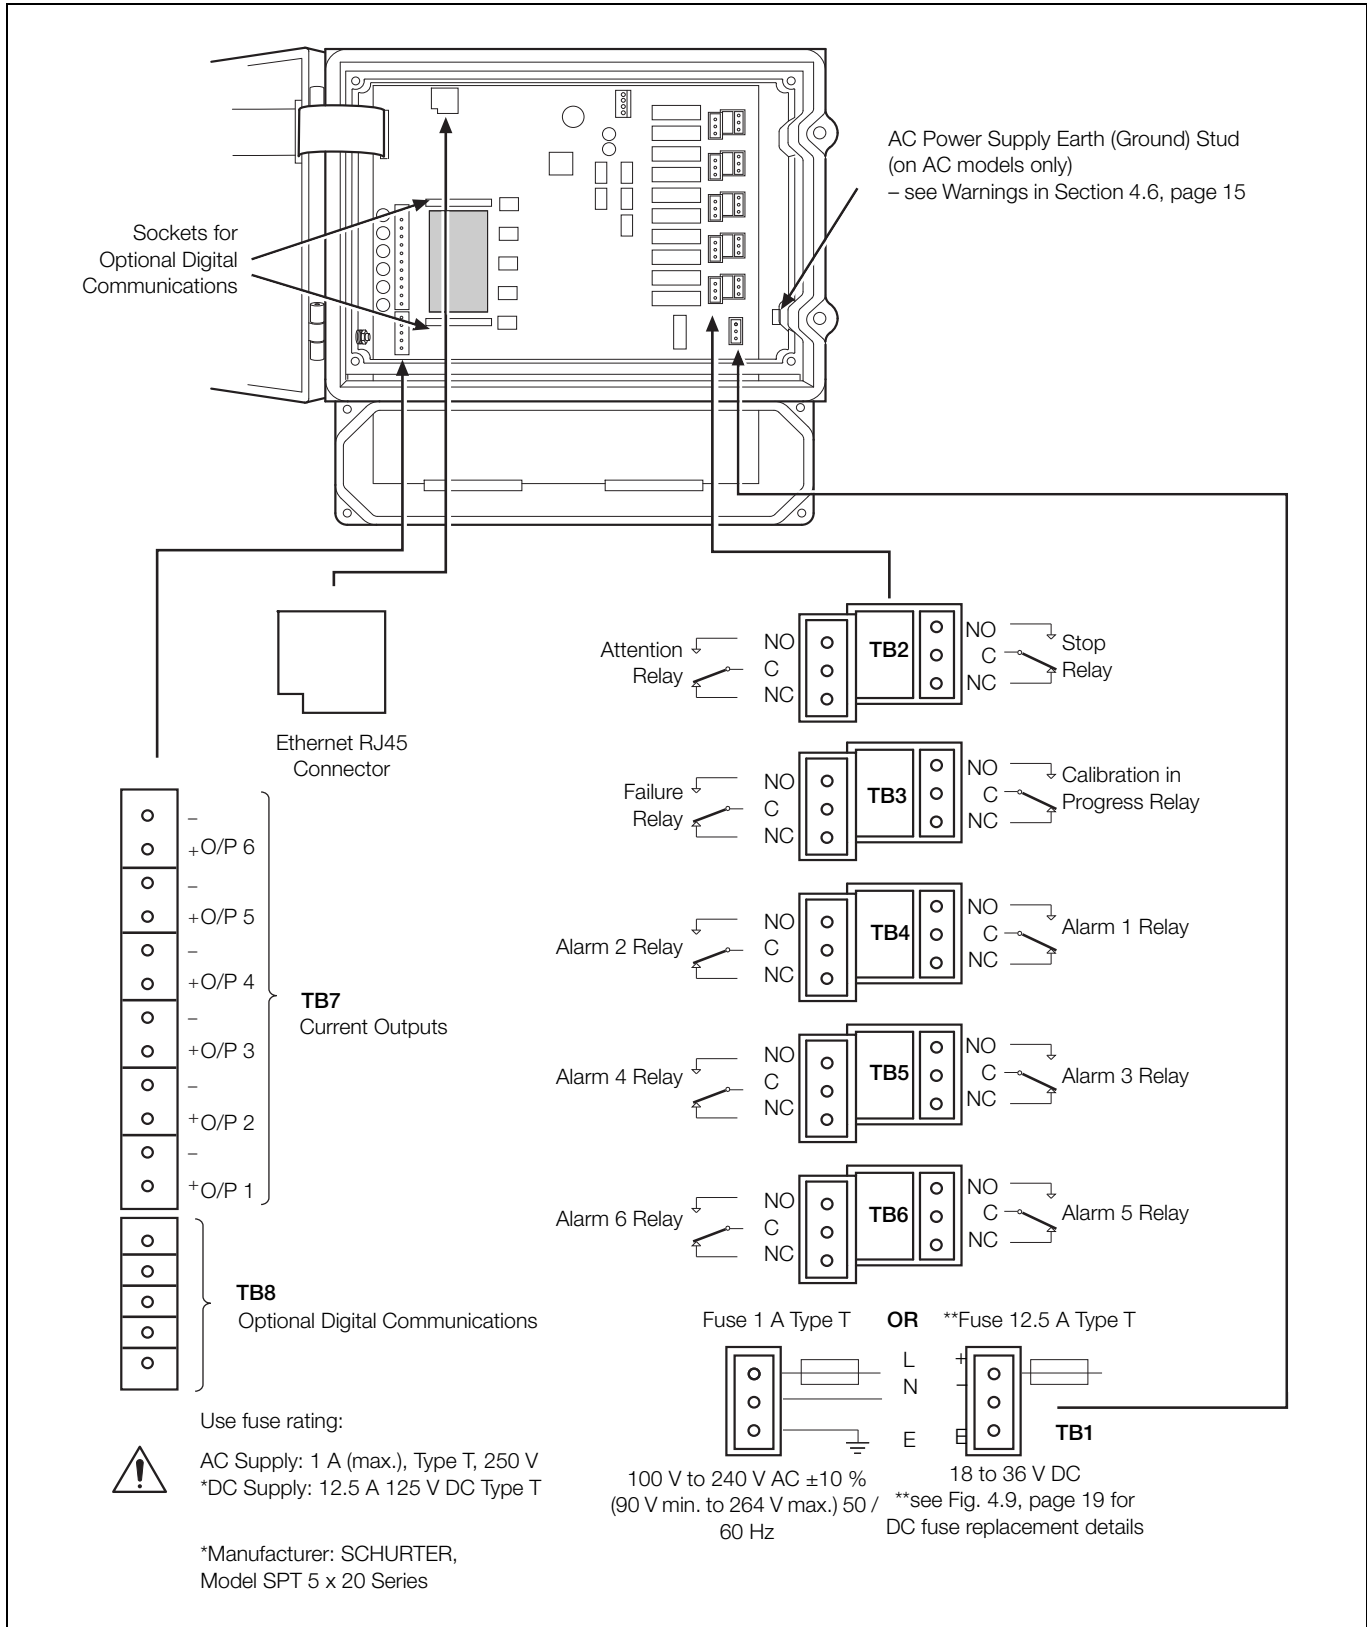 AC Power Supply Earth (Ground) Stud
(on AC models only)
– see Warnings in Section 4.6, page 15
Sockets for
Optional Digital
Communications
Ethernet RJ45
Connector
–
+O/P 6
–
+O/P 5
–
+O/P 4
–
+O/P 3
–
+O/P 2
–
+O/P 1
TB7
Current Outputs
TB8
Optional Digital Communications
Attention
Relay
NO
C
NC
TB2
NO
C
NC
Stop
Relay
Failure
Relay
NO
C
NC
TB3
NO
C
NC
Calibration in
Progress Relay
Alarm 2 Relay
NO
C
NC
TB4
NO
C
NC
Alarm 1 Relay
Alarm 4 Relay
NO
C
NC
TB5
NO
C
NC
Alarm 3 Relay
Alarm 6 Relay
NO
C
NC
TB6
NO
C
NC
Alarm 5 Relay
Fuse 1 A Type T
OR
**Fuse 12.5 A Type T
L
N
E
+
–
E
TB1
100 V to 240 V AC ±10 %
(90 V min. to 264 V max.) 50 /
60 Hz
18 to 36 V DC
**see Fig. 4.9, page 19 for
DC fuse replacement details
Use fuse rating:
AC Supply: 1 A (max.), Type T, 250 V
*DC Supply: 12.5 A 125 V DC Type T
*Manufacturer: SCHURTER,
Model SPT 5 x 20 Series